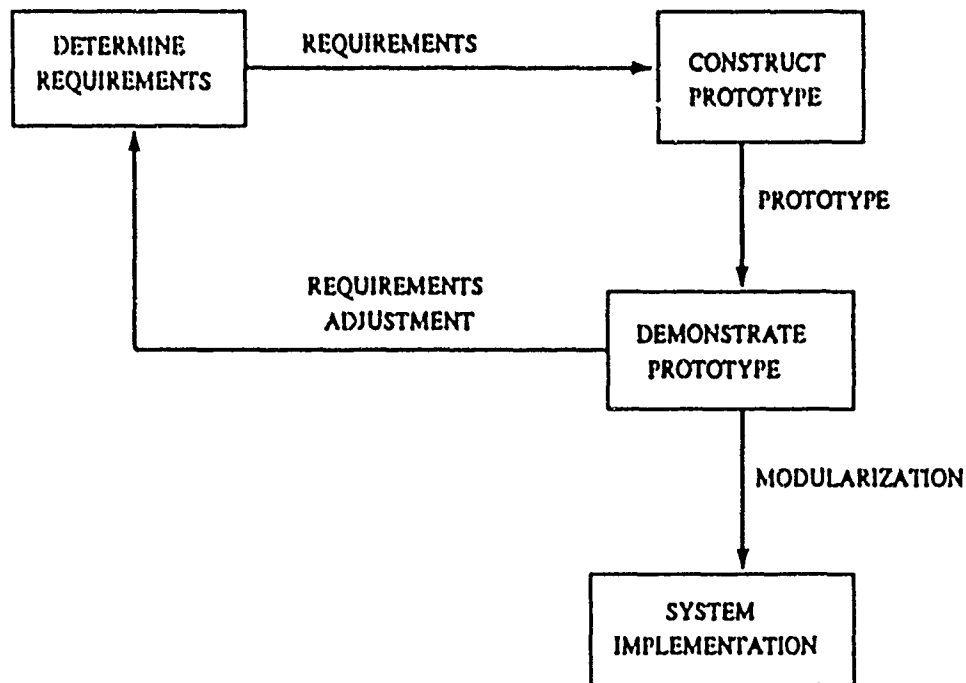 DETERMINE
REQUIREMENTS
REQUIREMENTS
CONSTRUCT
PROTOTYPE
PROTOTYPE
REQUIREMENTS
ADJUSTMENT
DEMONSTRATE
PROTOTYPE
MODULARIZATION
SYSTEM
IMPLEMENTATION